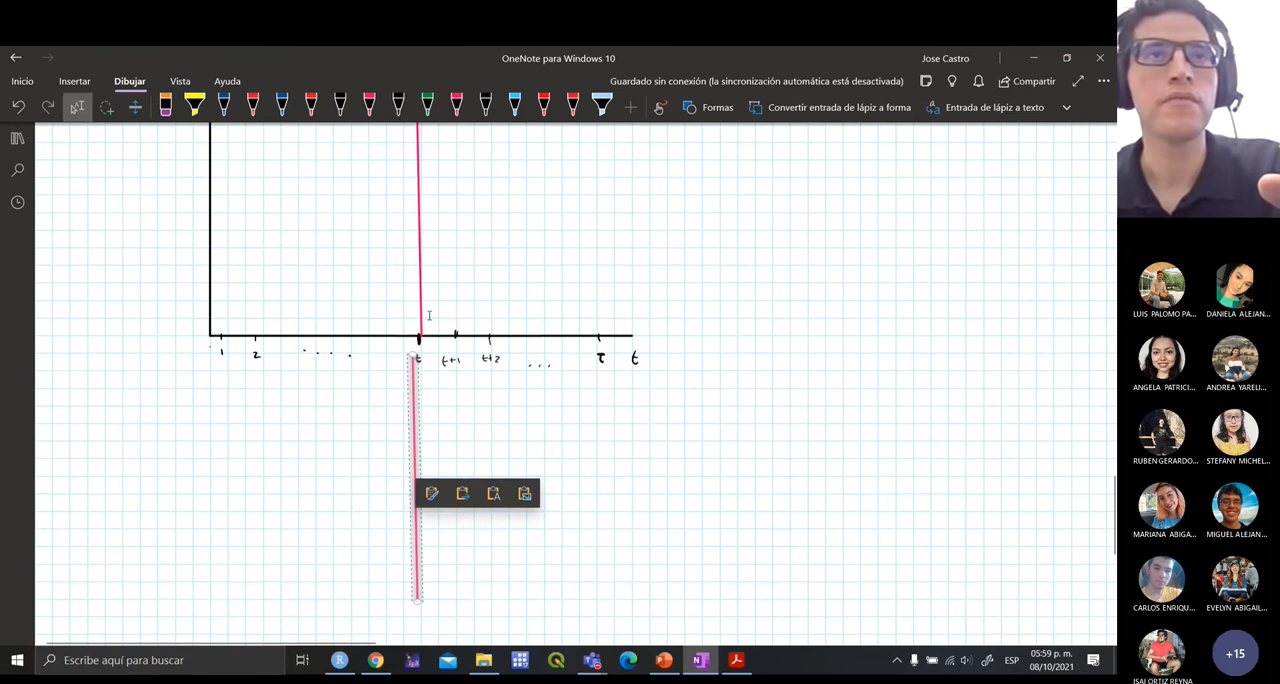 OneNote para Windows 10
Jose Castro
Inicio Insertar Dibujar Vista Ayuda
Guardado sin conexión (la sincronización automática está desactivada)
Compartir
Formas
Convertir entrada de lápiz a forma
Entrada de lápiz a texto
1 2 . . . . t t+1 t+2 ... τ t
LUIS PALOMO PA...
DANIELA ALEJAN...
ANGELA PATRICI...
ANDREA YARELI...
RUBEN GERARDO...
STEFANY MICHEL...
MARIANA ABIGA...
MIGUEL ALEJAN...
CARLOS ENRIQU...
EVELYN ABIGAIL...
ISAI ORTIZ REYNA
+15
Escribe aquí para buscar
ESP
05:59 p. m.
08/10/2021